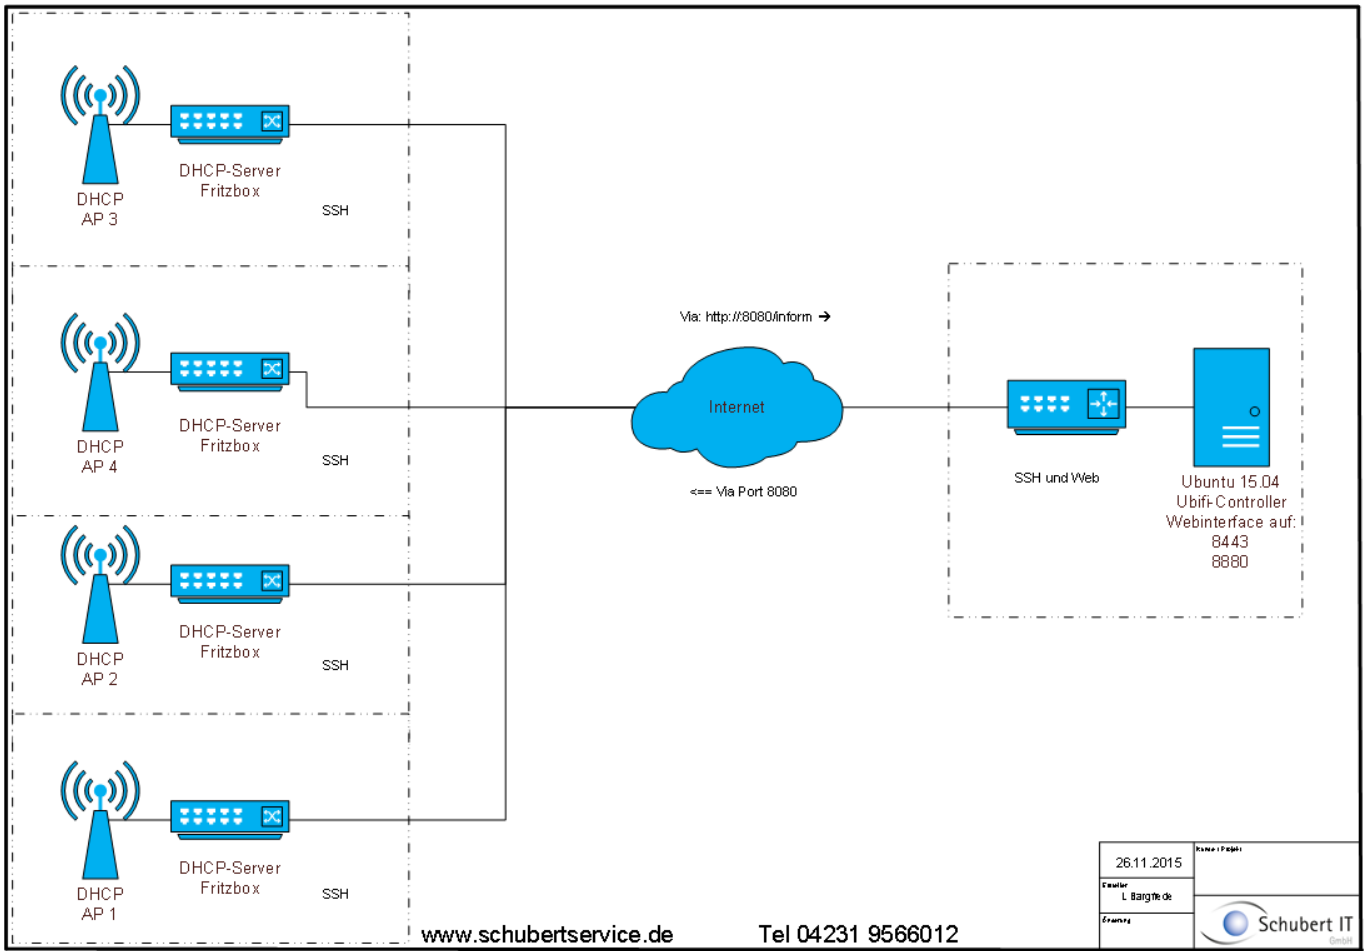 DHCP-Server
Fritzbox
SSH
DHCP
AP 3
DHCP-Server
Fritzbox
SSH
DHCP
AP 4
DHCP-Server
Fritzbox
SSH
DHCP
AP 2
DHCP-Server
Fritzbox
SSH
DHCP
AP 1
Via: http://:8080/inform →
Internet
<== Via Port 8080
SSH und Web
Ubuntu 15.04
Ubifi-Controller
Webinterface auf:
8443
8880
www.schubertservice.de
Tel 04231 9566012
26.11.2015
Ersteller
L Bargfrede
Schubert IT
GmbH